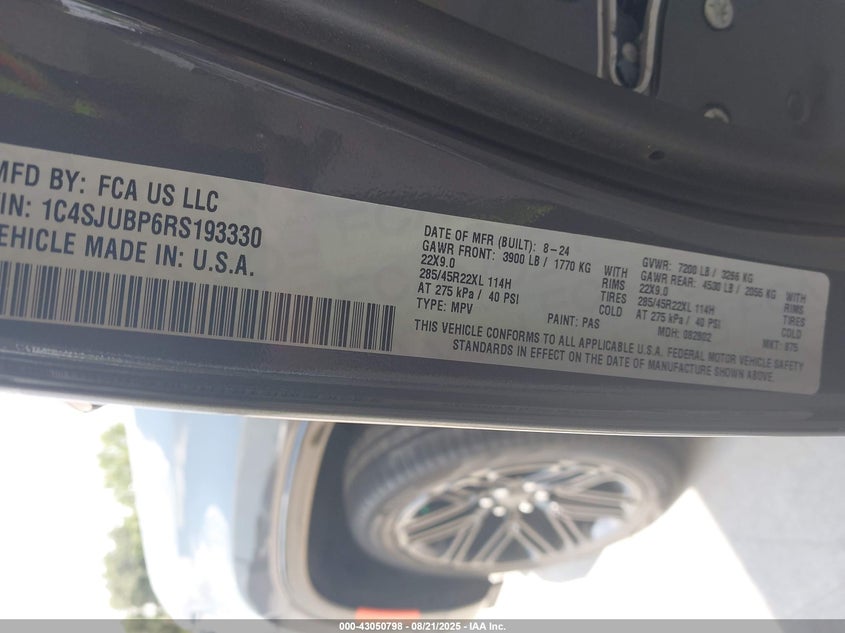 MFD BY: FCA US LLC
VIN: 1C4SJUBP6RS193330
VEHICLE MADE IN: U.S.A.
DATE OF MFR (BUILT): 8-24
GAWR FRONT: 3900 LB / 1770 KG WITH
22X9.0 RIMS
285/45R22XL 114H TIRES
AT 275 kPa / 40 PSI COLD
TYPE: MPV
PAINT: PAS
GVWR: 7200 LB / 3266 KG
GAWR REAR: 4530 LB / 2055 KG WITH
22X9.0 RIMS
285/45R22XL 114H TIRES
AT 275 kPa / 40 PSI COLD
MDH: 082902 MKT: 875
THIS VEHICLE CONFORMS TO ALL APPLICABLE U.S.A. FEDERAL MOTOR VEHICLE SAFETY
STANDARDS IN EFFECT ON THE DATE OF MANUFACTURE SHOWN ABOVE.
000-43050798 - 08/21/2025 - IAA Inc.